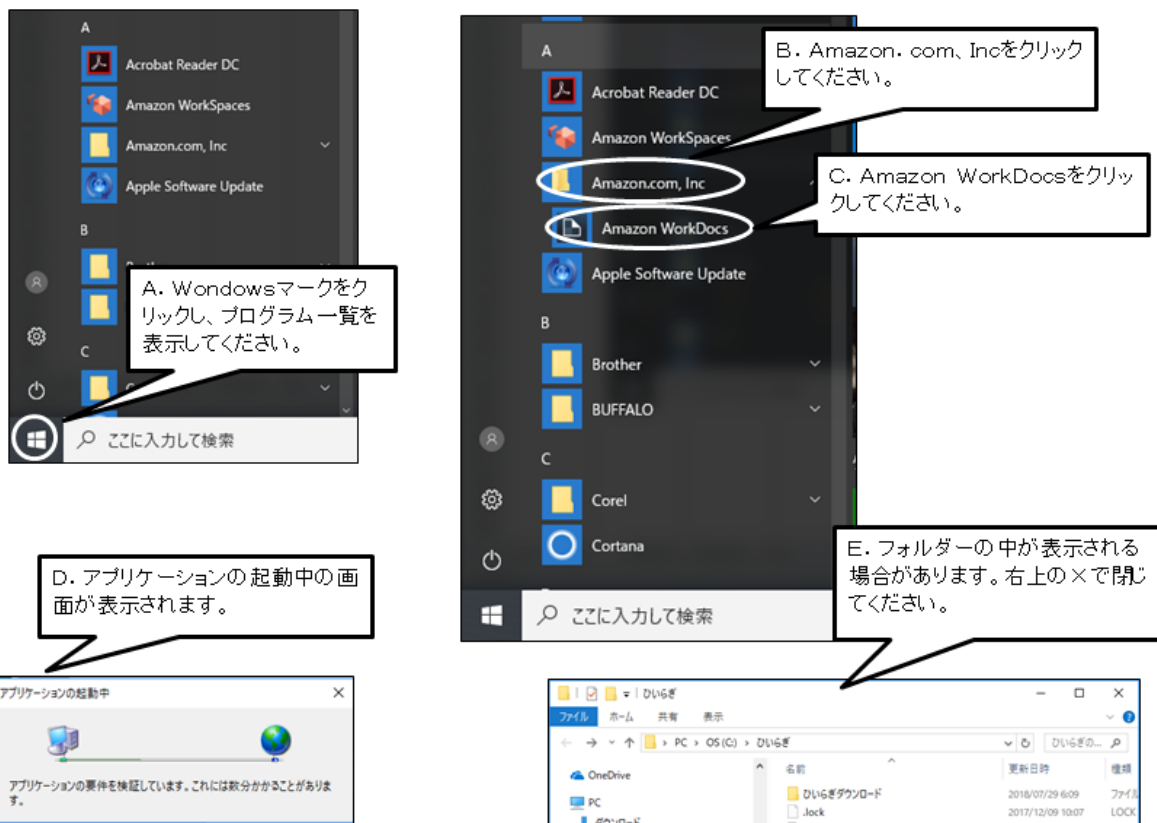 A
Acrobat Reader DC
Amazon WorkSpaces
Amazon.com, Inc
Apple Software Update
B
A. Wondowsマークをク
リックし、プログラム一覧を
表示してください。
C
ここに入力して検索
A
B. Amazon. com、Incをクリック
してください。
Acrobat Reader DC
Amazon WorkSpaces
Amazon.com, Inc
C. Amazon WorkDocsをクリッ
クしてください。
Amazon WorkDocs
Apple Software Update
B
Brother
BUFFALO
C
Corel
Cortana
ここに入力して検索
D. アプリケーションの起動中の画
面が表示されます。
E. フォルダーの中が表示される
場合があります。右上の×で閉じ
てください。
アプリケーションの起動中
アプリケーションの要件を検証しています。これには数分かかることがありま
す。
ひいらぎ
ファイル ホーム 共有 表示
PC > OS (C:) > ひいらぎ
ひいらぎの...
名前 更新日時 種類
OneDrive
ひいらぎダウンロード 2018/07/29 6:09 ファイル
PC
.lock 2017/12/09 10:07 LOCK
ダウンロード